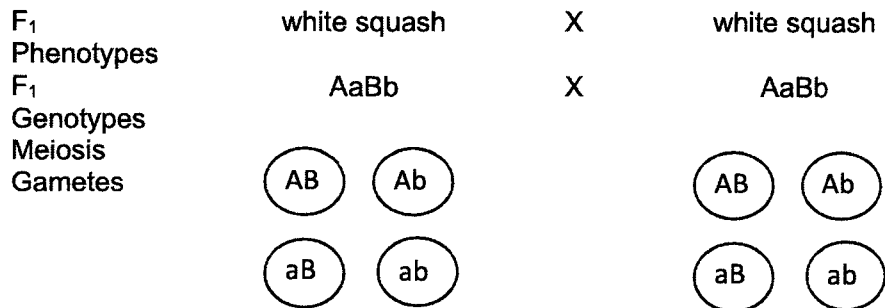 F₁ white squash X white squash
Phenotypes
F₁ AaBb X AaBb
Genotypes
Meiosis
Gametes AB Ab AB Ab
aB ab aB ab